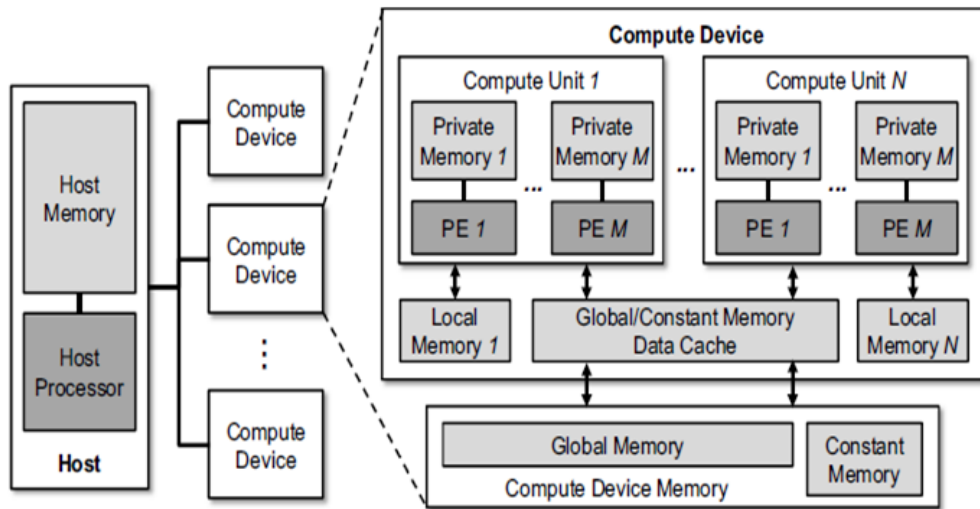 Host
Memory
Host
Processor
Host
Compute
Device
Compute
Device
⋮
Compute
Device
Compute Device
Compute Unit 1
Private
Memory 1
...
Private
Memory M
PE 1
PE M
...
Compute Unit N
Private
Memory 1
...
Private
Memory M
PE 1
PE M
Local
Memory 1
Global/Constant Memory
Data Cache
Local
Memory N
Global Memory
Constant
Memory
Compute Device Memory